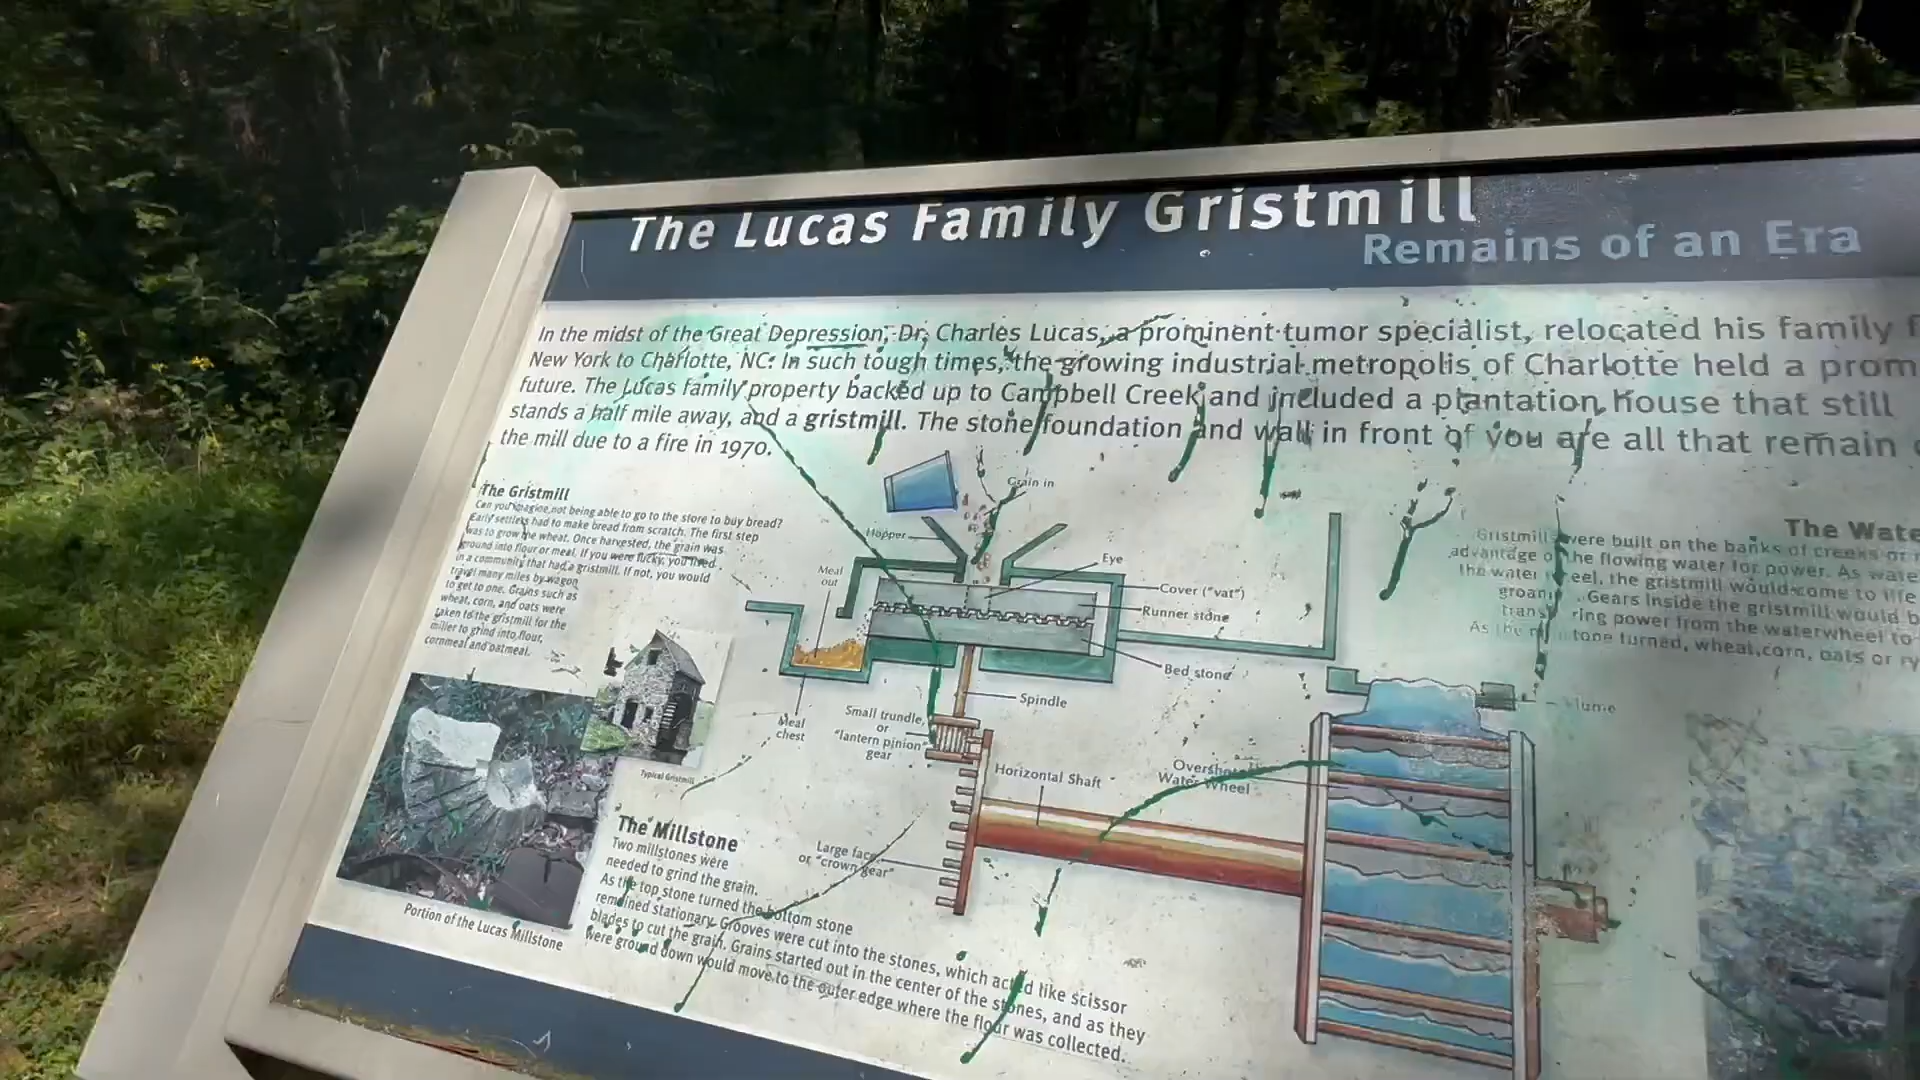 The Lucas Family Gristmill
Remains of an Era
In the midst of the Great Depression, Dr. Charles Lucas, a prominent tumor specialist, relocated his family
New York to Charlotte, NC. In such tough times, the growing industrial metropolis of Charlotte held a
future. The Lucas family property backed up to Campbell Creek and included a plantation house that still
stands a half mile away, and a gristmill. The stone foundation and wall in front of you are all that remain
the mill due to a fire in 1970.
The Gristmill
Can you imagine not being able to go to the store to buy bread?
Early settlers had to make bread from scratch. The first step
was to grow the wheat. Once harvested, the grain was
ground into flour or meal. If you were lucky, you lived
in a community that had a gristmill. If not, you would
travel many miles by wagon
to get to one. Grains such as
wheat, corn, and oats were
taken to the gristmill for the
miller to grind into flour,
cornmeal and oatmeal.
Typical Gristmill
Portion of the Lucas Millstone
The Millstone
Two millstones were
needed to grind the grain.
As the top stone turned the bottom stone
remained stationary. Grooves were cut into the stones, which acted like scissor
blades to cut the grain. Grains started out in the center of the stones, and as they
were ground down would move to the outer edge where the flour was collected.
Grain in
Hopper
Meal
out
Eye
Cover ("vat")
Runner stone
Bed stone
Spindle
Meal
chest
Small trundle,
or
"lantern pinion"
gear
Horizontal Shaft
Large face
or "crown gear"
Overshot
Water Wheel
Flume
The
Gristmills were built on the banks of creeks or
advantage of the flowing water for power. As
the water wheel, the gristmill would come to life
Gears inside the gristmill would
transferring power from the waterwheel to
As the millstone turned, wheat, corn, oats or